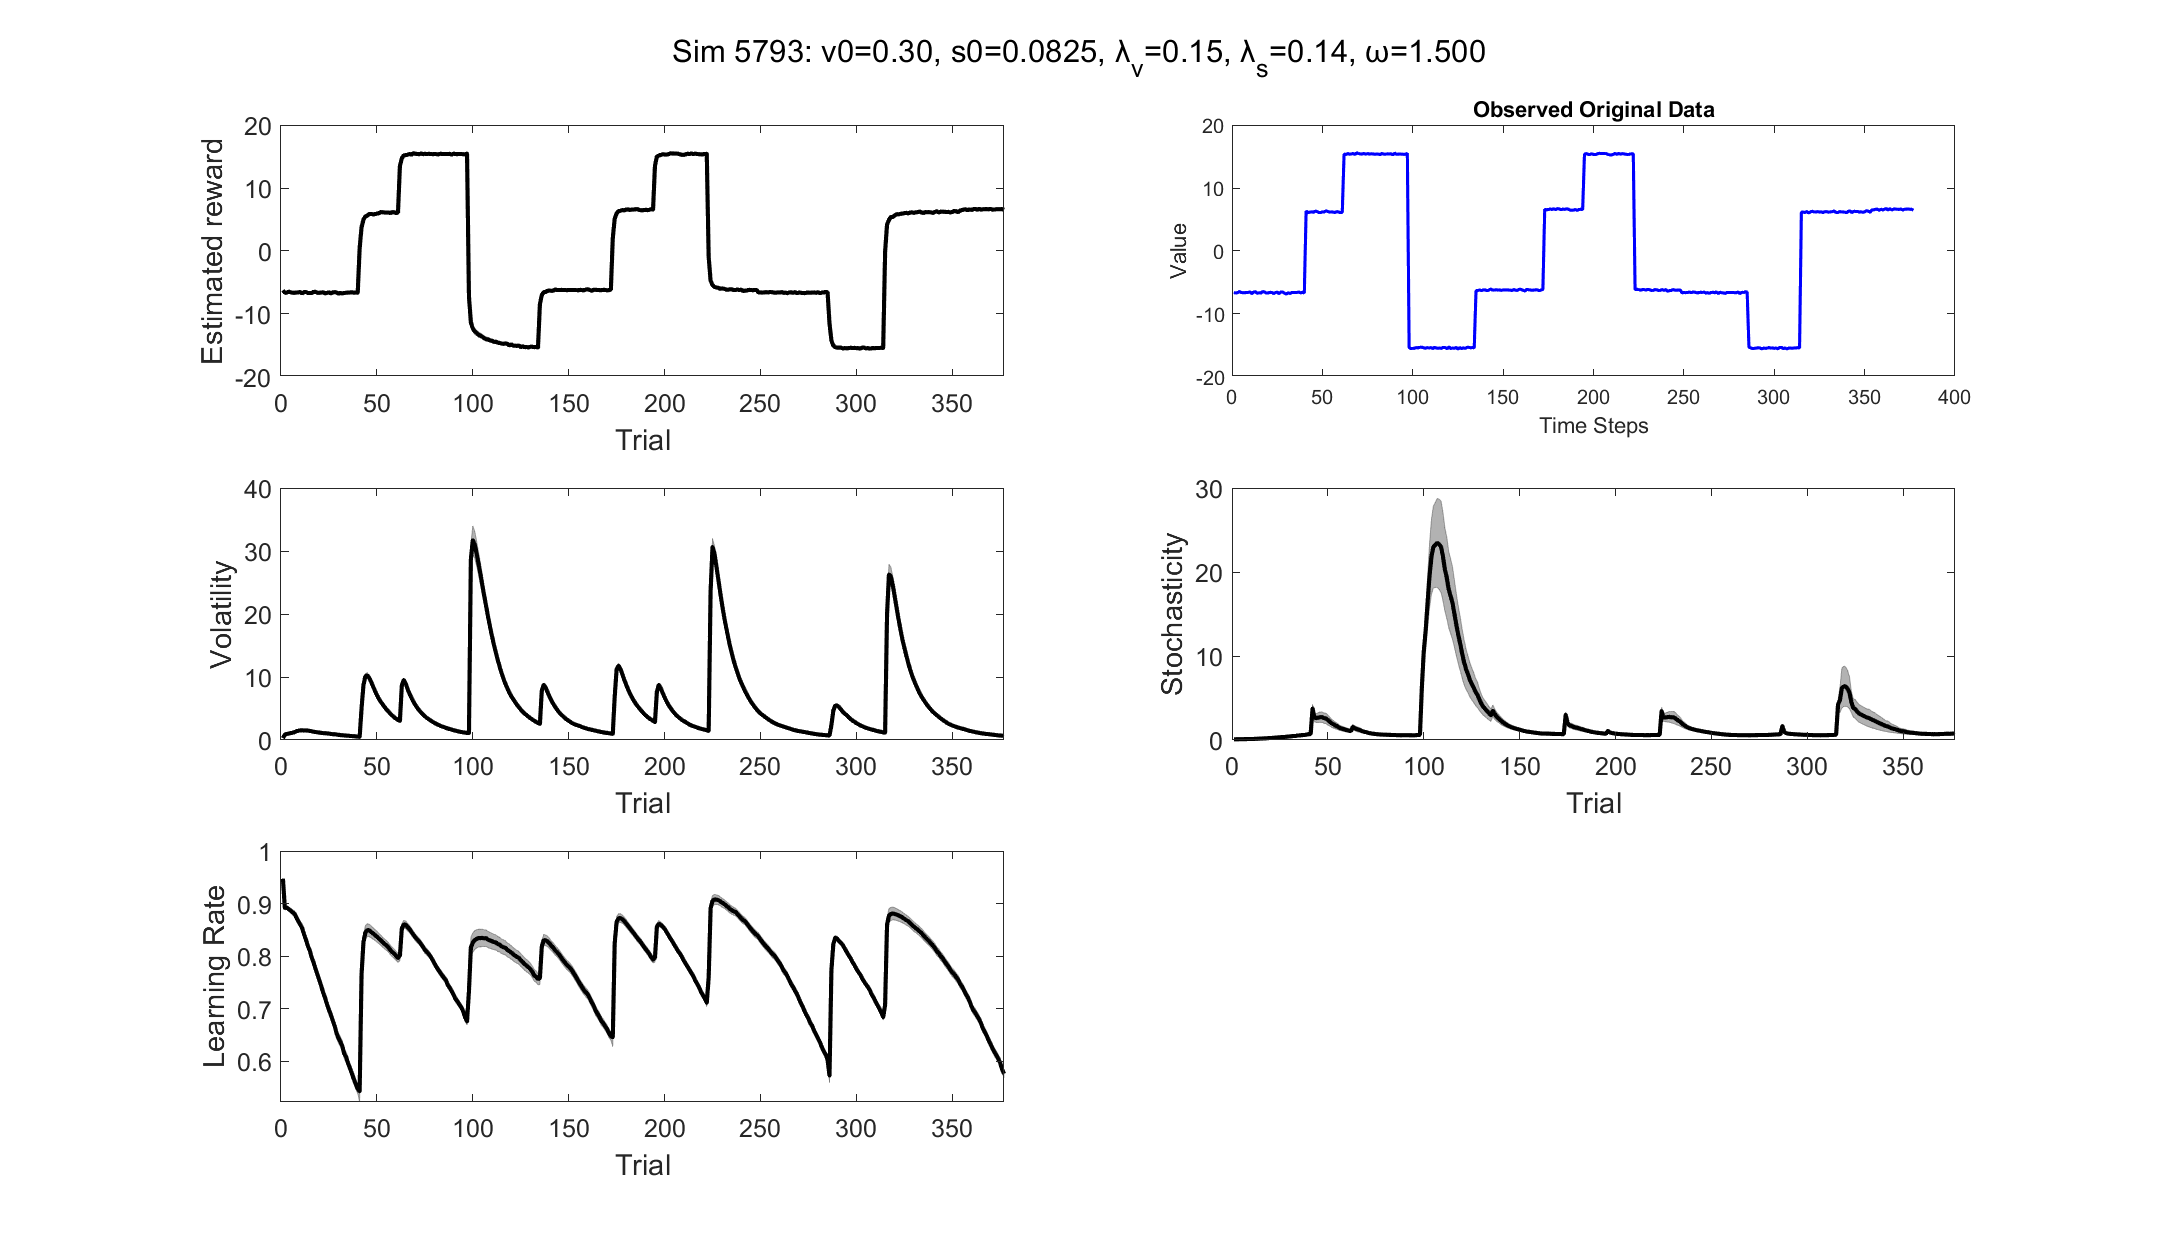 Sim 5793: v0=0.30, s0=0.0825, λv=0.15, λs=0.14, ω=1.500
Estimated reward
20
10
0
-10
-20
0 50 100 150 200 250 300 350
Trial
Observed Original Data
Value
20
10
0
-10
-20
0 50 100 150 200 250 300 350 400
Time Steps
Volatility
40
30
20
10
0
0 50 100 150 200 250 300 350
Trial
Stochasticity
30
20
10
0
0 50 100 150 200 250 300 350
Trial
Learning Rate
1
0.9
0.8
0.7
0.6
0 50 100 150 200 250 300 350
Trial